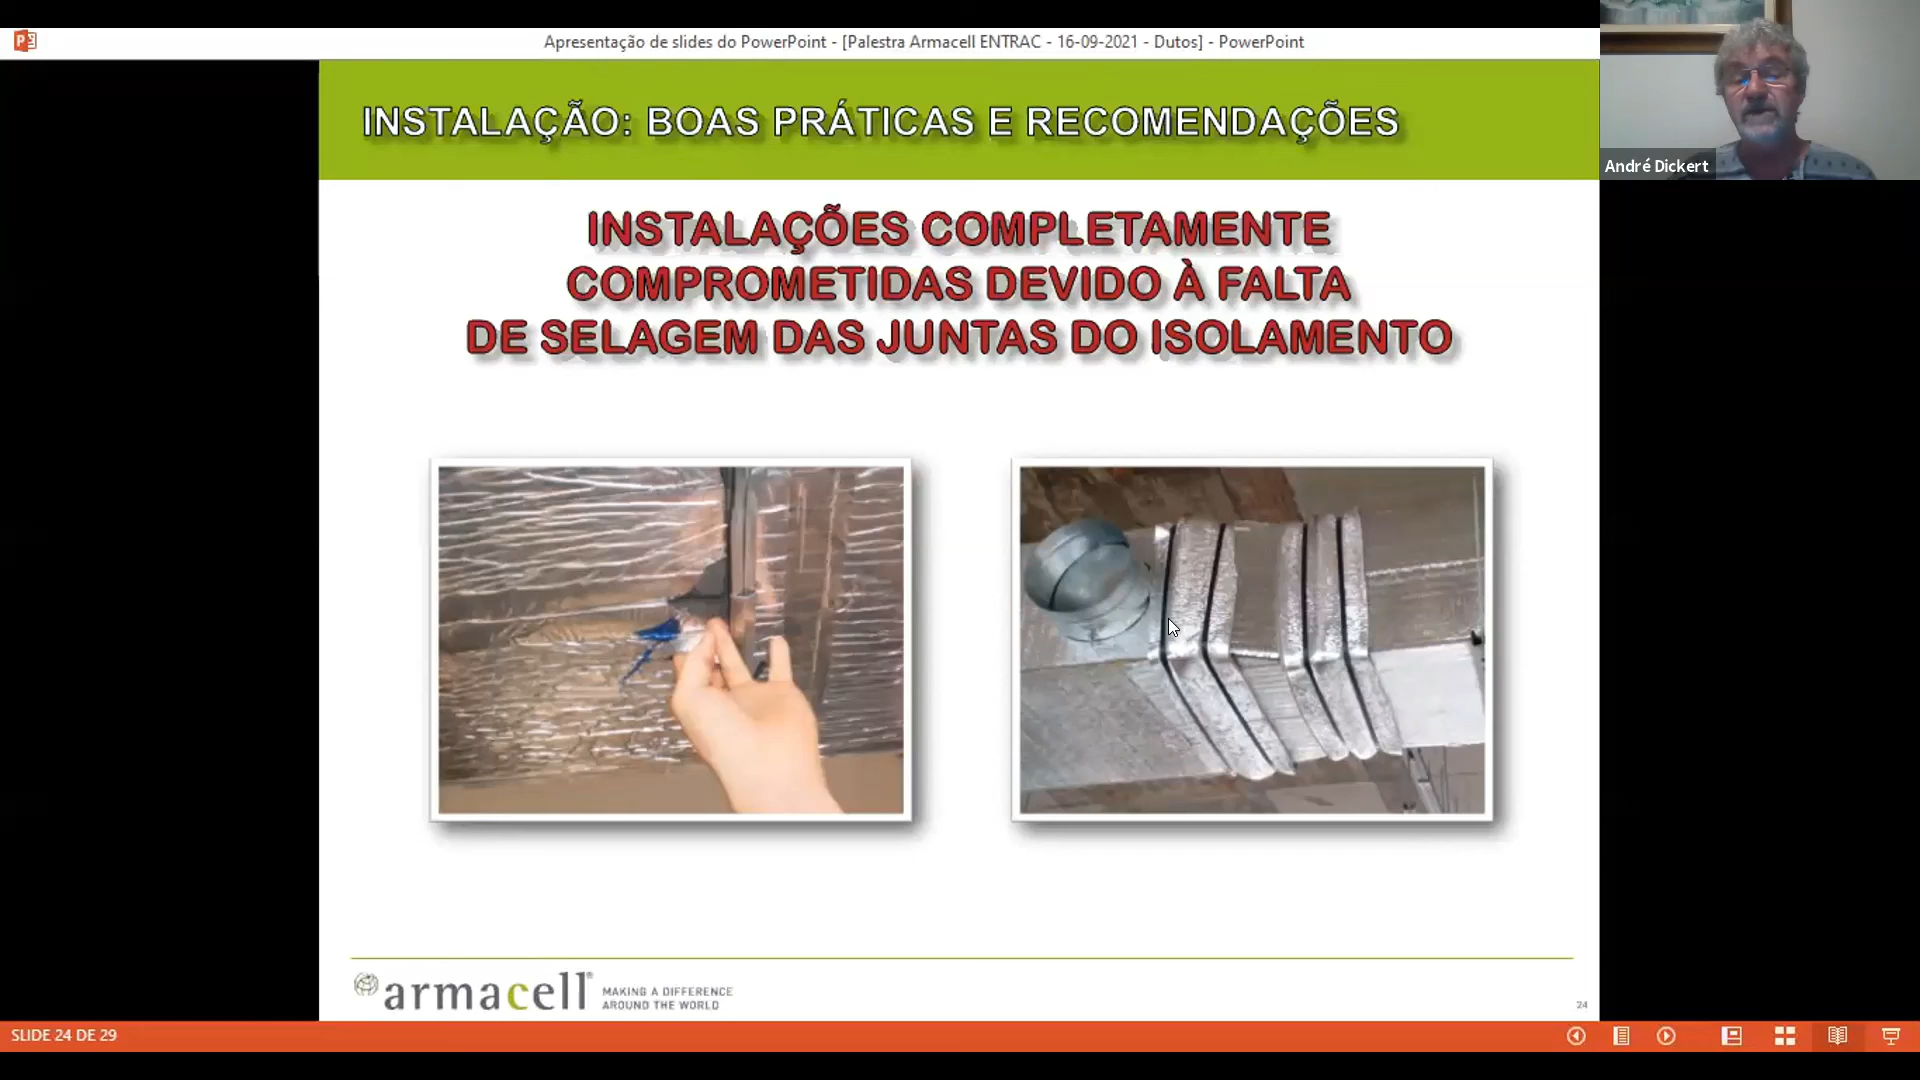 Apresentação de slides do PowerPoint - [Palestra Armacell ENTRAC - 16-09-2021 - Dutos] - PowerPoint
INSTALAÇÃO: BOAS PRÁTICAS E RECOMENDAÇÕES
André Dickert
INSTALAÇÕES COMPLETAMENTE
COMPROMETIDAS DEVIDO À FALTA
DE SELAGEM DAS JUNTAS DO ISOLAMENTO
armacell®
MAKING A DIFFERENCE
AROUND THE WORLD
24
SLIDE 24 DE 29